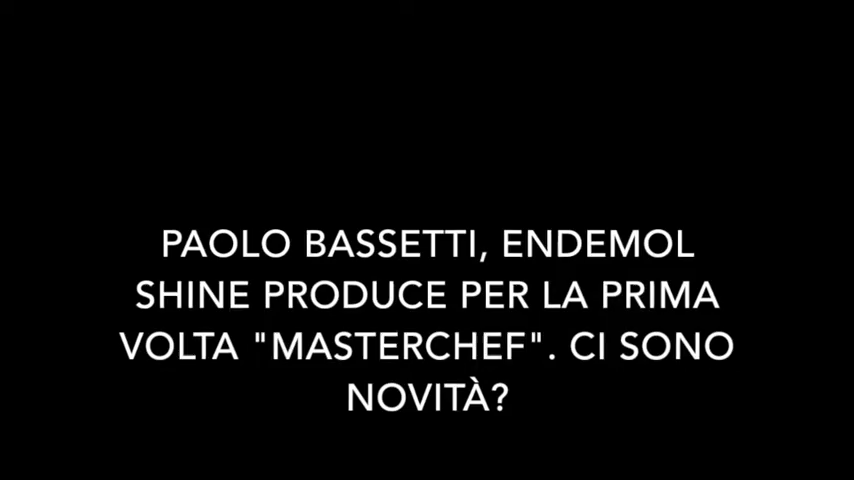 PAOLO BASSETTI, ENDEMOL
SHINE PRODUCE PER LA PRIMA
VOLTA "MASTERCHEF". CI SONO
NOVITÀ?